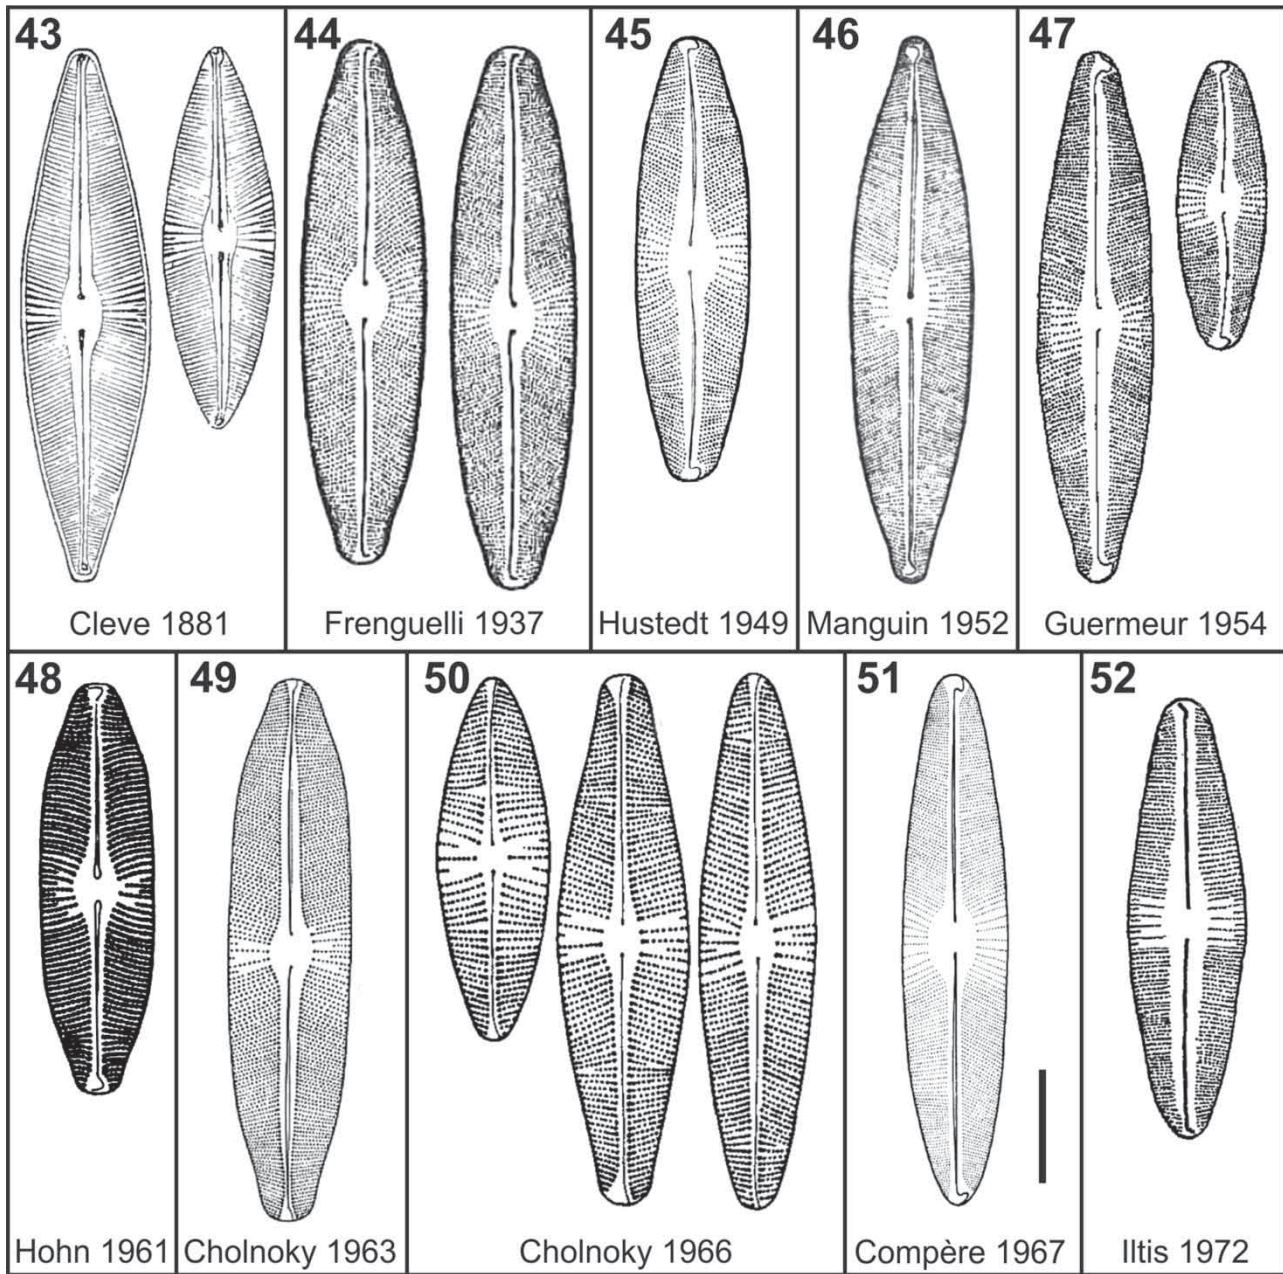 43
44
45
46
47
Cleve 1881
Frenguelli 1937
Hustedt 1949
Manguin 1952
Guermeur 1954
48
49
50
51
52
Hohn 1961
Cholnoky 1963
Cholnoky 1966
Compère 1967
Iltis 1972